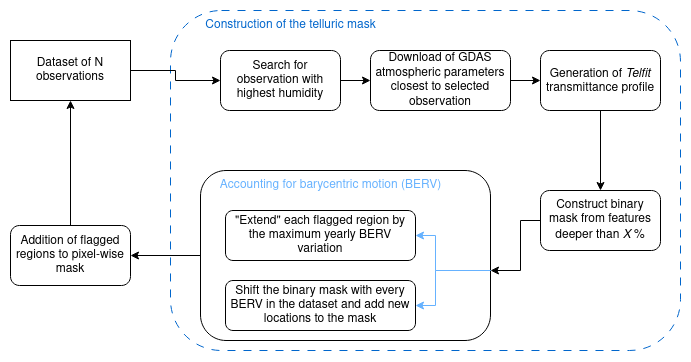 Construction of the telluric mask
Dataset of N
observations
Search for
observation with
highest humidity
Download of GDAS
atmospheric parameters
closest to selected
observation
Generation of Telfit
transmittance profile
Construct binary
mask from features
deeper than X %
Accounting for barycentric motion (BERV)
"Extend" each flagged region by
the maximum yearly BERV
variation
Shift the binary mask with every
BERV in the dataset and add new
locations to the mask
Addition of flagged
regions to pixel-wise
mask